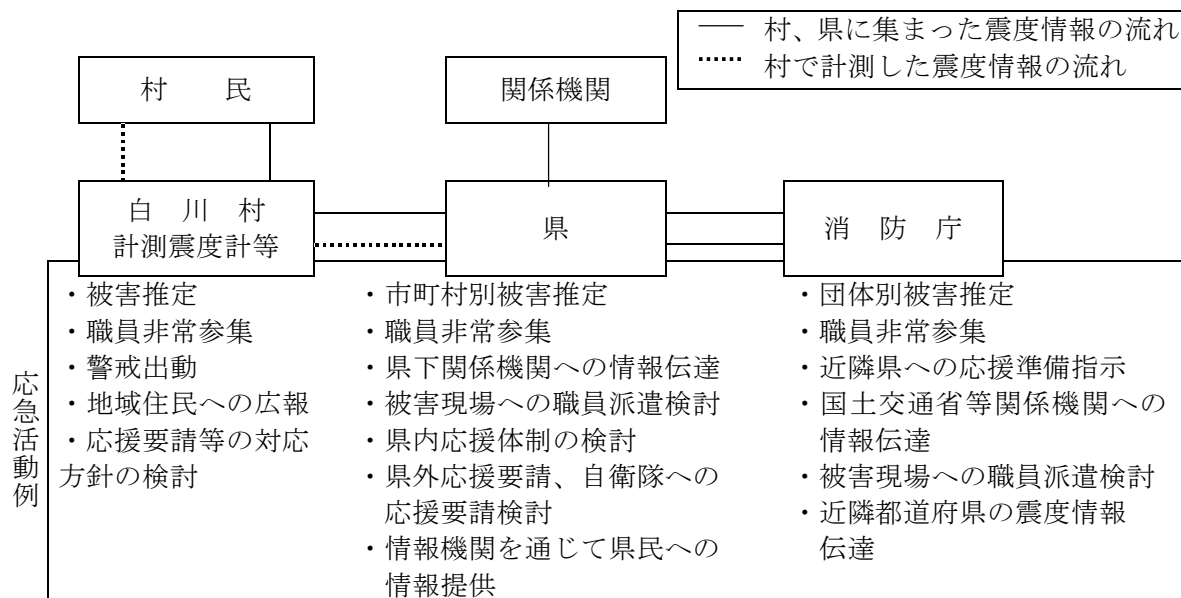 村、県に集まった震度情報の流れ
村で計測した震度情報の流れ
村　　民
関係機関
白　川　村
計測震度計等
県
消　防　庁
応急活動例
・被害推定
・職員非常参集
・警戒出動
・地域住民への広報
・応援要請等の対応
方針の検討
・市町村別被害推定
・職員非常参集
・県下関係機関への情報伝達
・被害現場への職員派遣検討
・県内応援体制の検討
・県外応援要請、自衛隊への
応援要請検討
・情報機関を通じて県民への
情報提供
・団体別被害推定
・職員非常参集
・近隣県への応援準備指示
・国土交通省等関係機関への
情報伝達
・被害現場への職員派遣検討
・近隣都道府県の震度情報
伝達